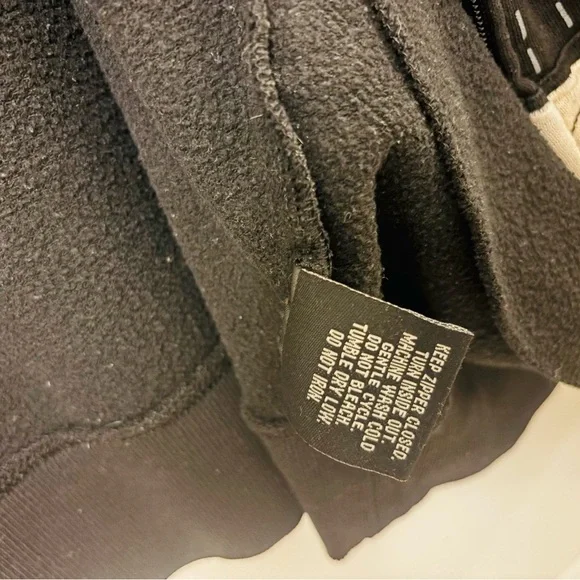 KEEP ZIPPER CLOSED.
TURN INSIDE OUT.
MACHINE WASH COLD
GENTLE CYCLE.
DO NOT BLEACH.
TUMBLE DRY LOW.
DO NOT IRON.